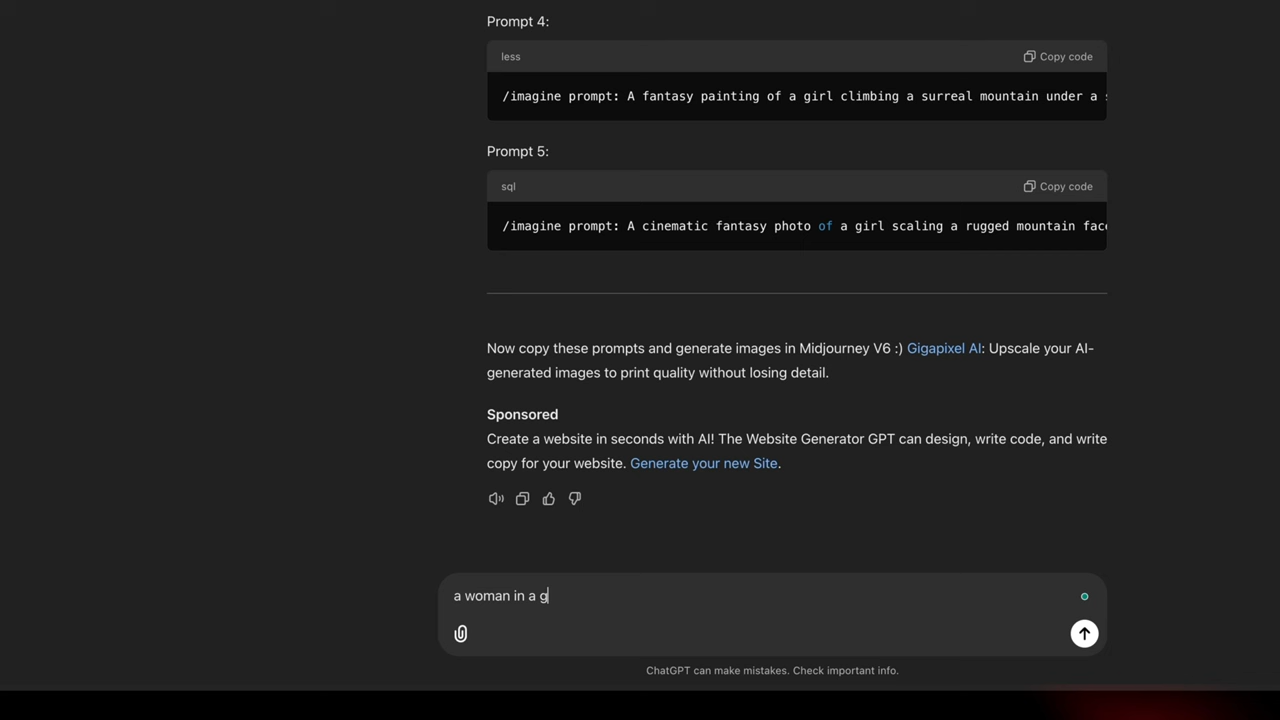 Prompt 4:
less
Copy code
/imagine prompt: A fantasy painting of a girl climbing a surreal mountain under a
Prompt 5:
sql
Copy code
/imagine prompt: A cinematic fantasy photo of a girl scaling a rugged mountain face
Now copy these prompts and generate images in Midjourney V6 :) Gigapixel AI: Upscale your AI-
generated images to print quality without losing detail.
Sponsored
Create a website in seconds with AI! The Website Generator GPT can design, write code, and write
copy for your website. Generate your new Site.
a woman in a g
ChatGPT can make mistakes. Check important info.